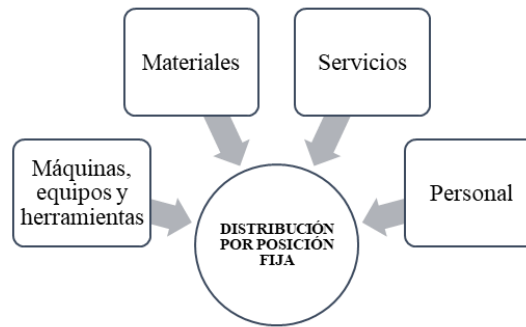 Materiales
Servicios
Máquinas,
equipos y
herramientas
DISTRIBUCIÓN
POR POSICIÓN
FIJA
Personal